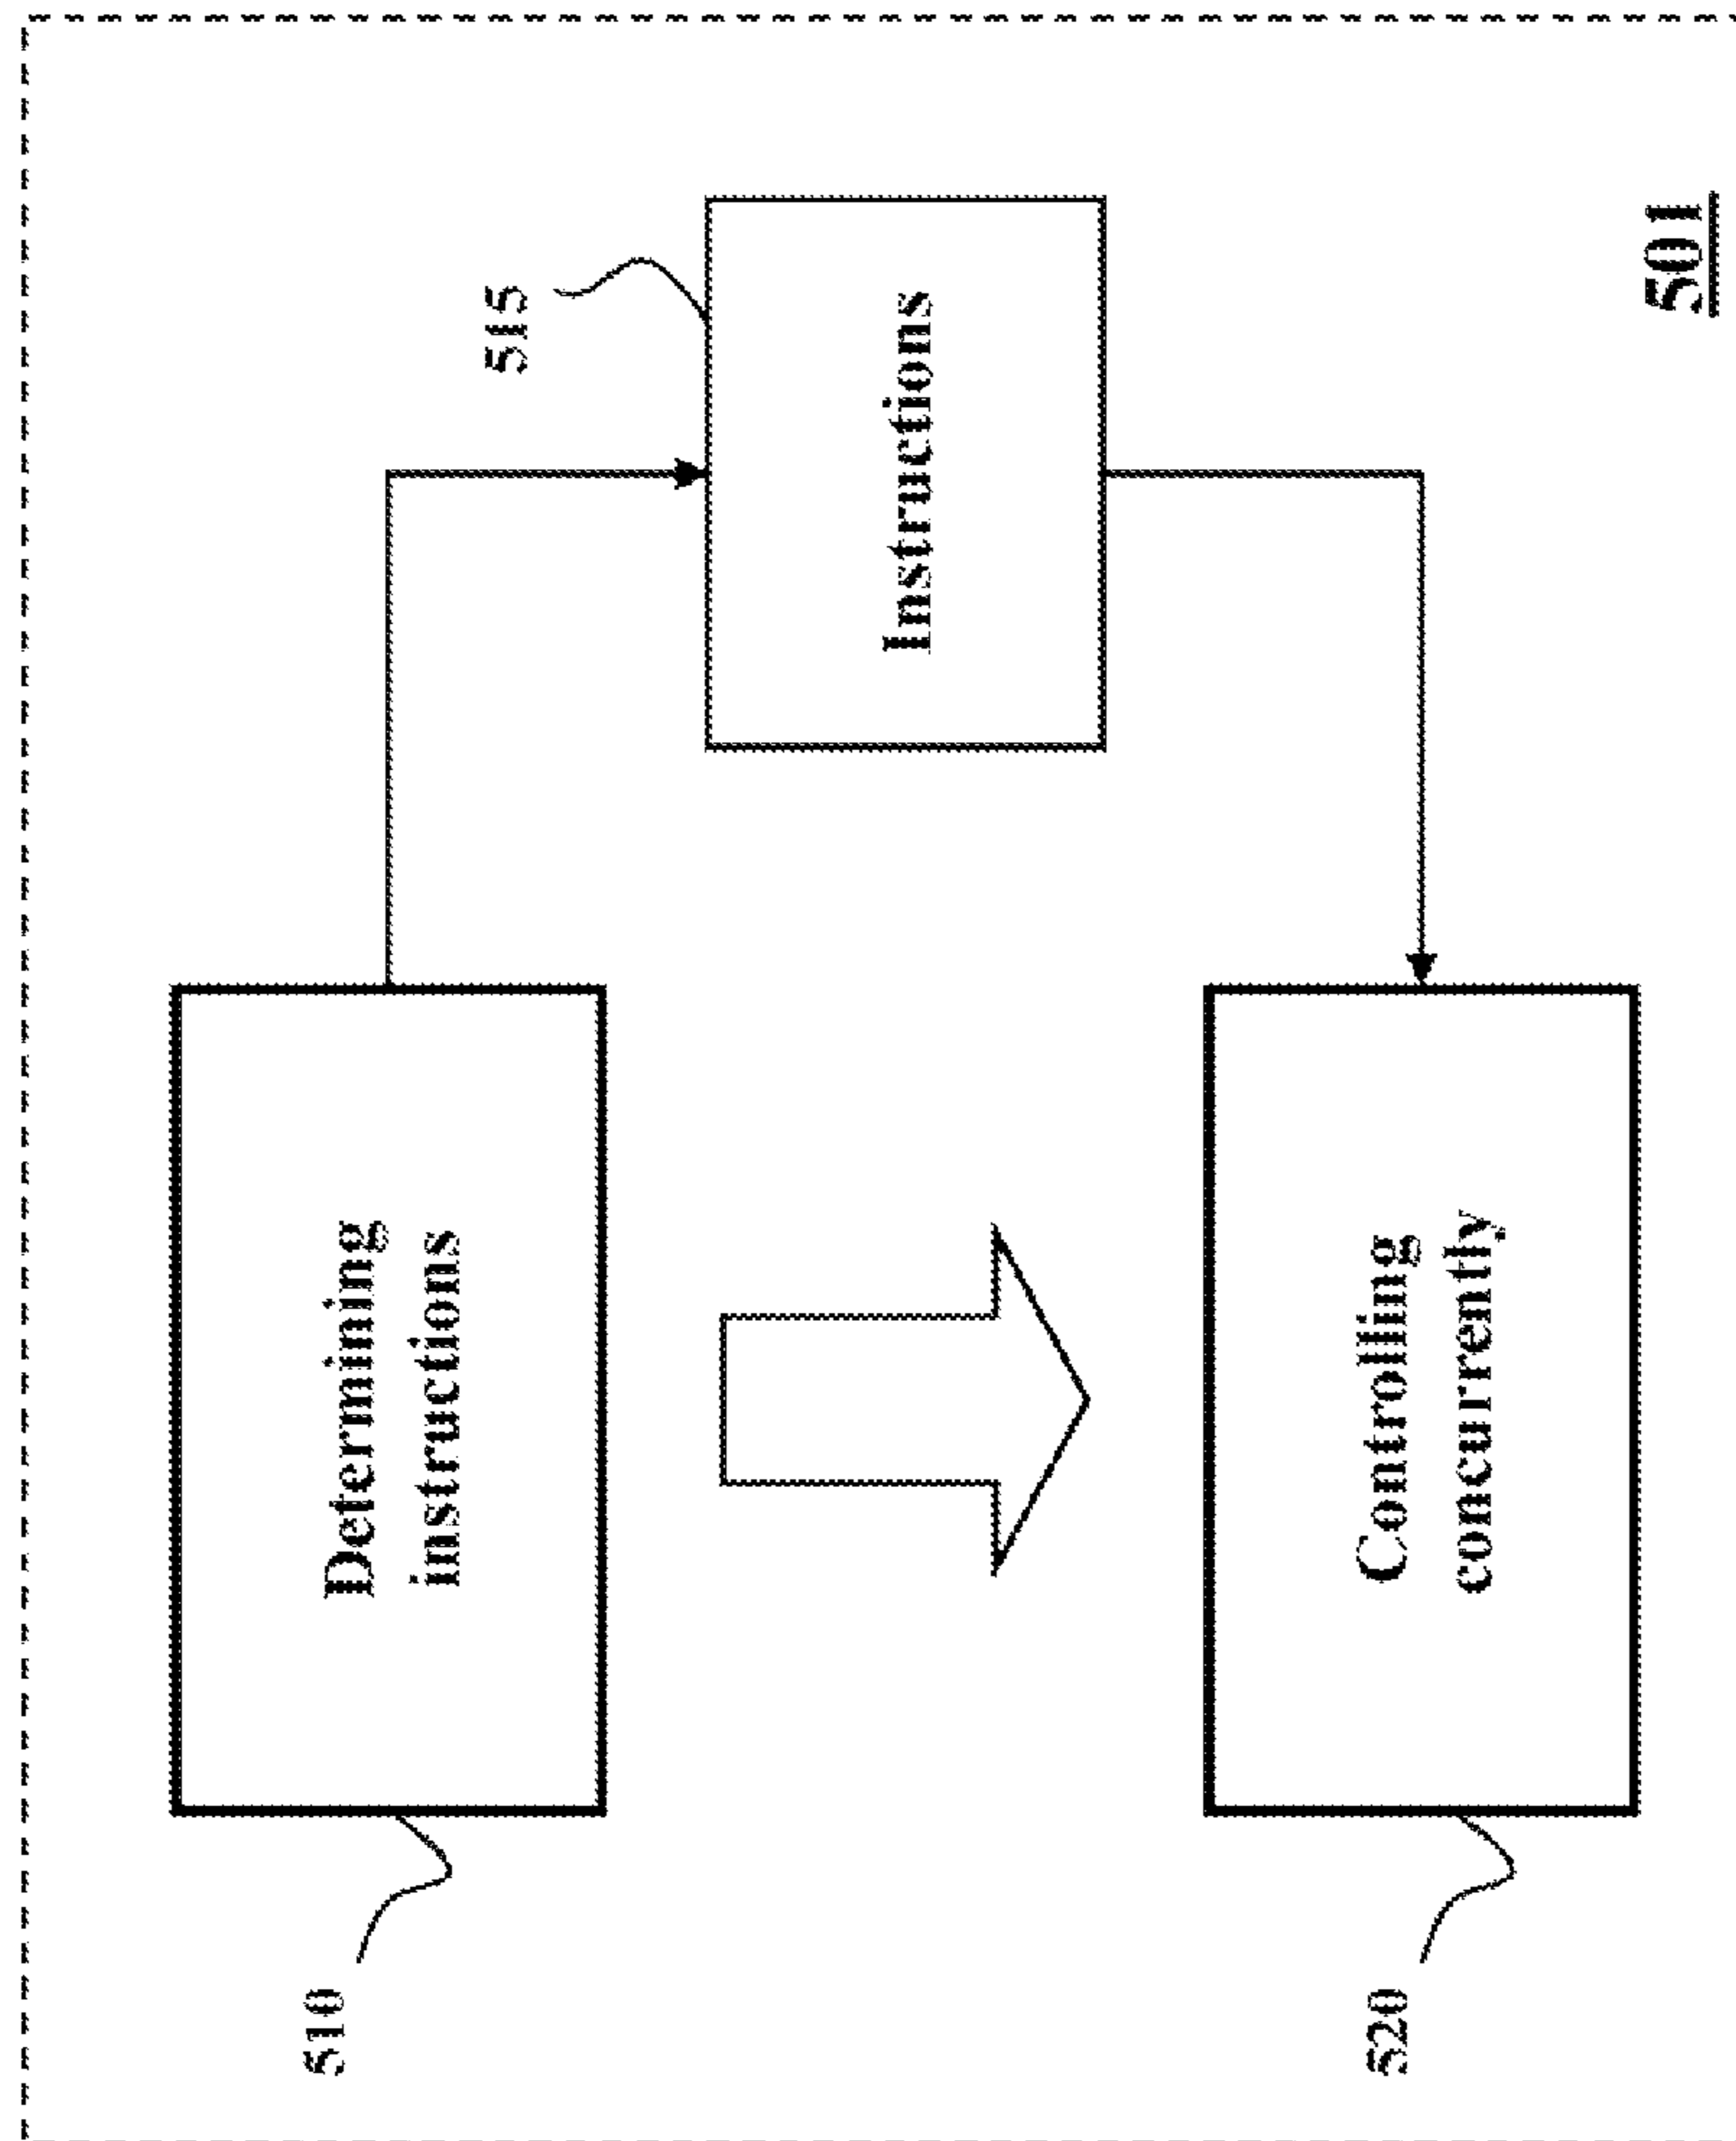 510
Determining
instructions
515
Instructions
520
Controlling
concurrently
501